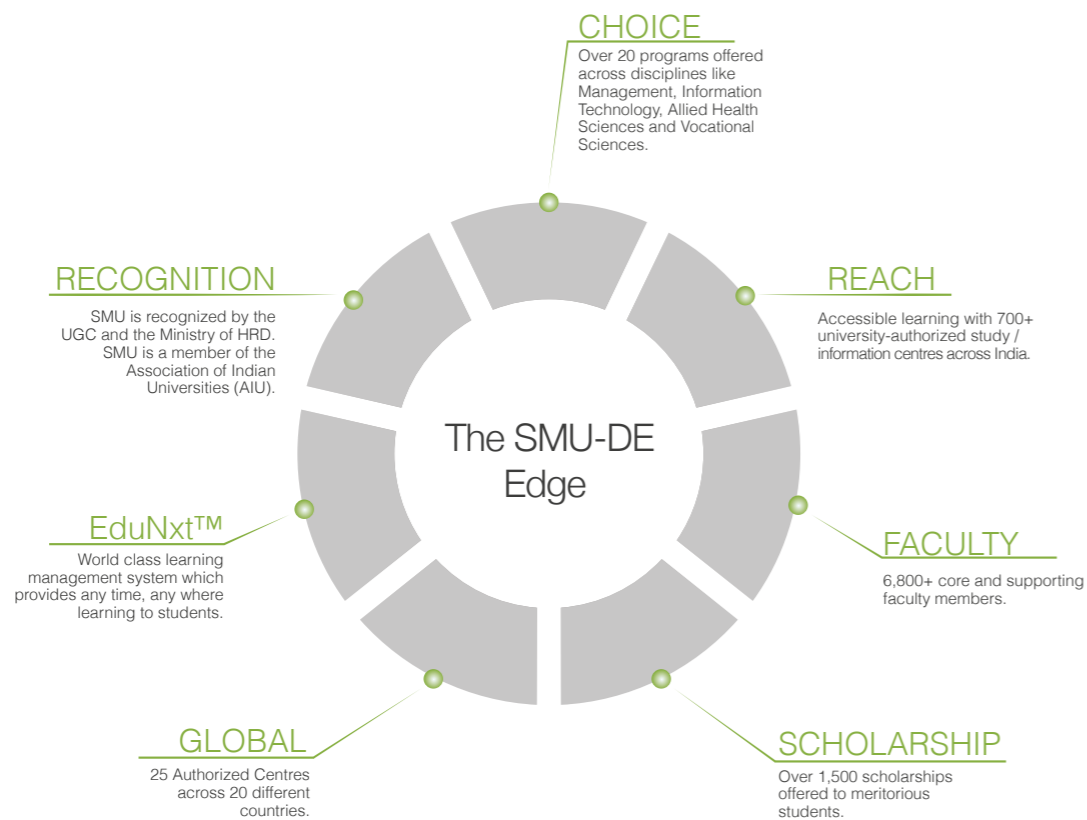 CHOICE
Over 20 programs offered
across disciplines like
Management, Information
Technology, Allied Health
Sciences and Vocational
Sciences.
RECOGNITION
SMU is recognized by the
UGC and the Ministry of HRD.
SMU is a member of the
Association of Indian
Universities (AIU).
REACH
Accessible learning with 700+
university-authorized study /
information centres across India.
The SMU-DE
Edge
EduNxt™
World class learning
management system which
provides any time, any where
learning to students.
FACULTY
6,800+ core and supporting
faculty members.
GLOBAL
25 Authorized Centres
across 20 different
countries.
SCHOLARSHIP
Over 1,500 scholarships
offered to meritorious
students.